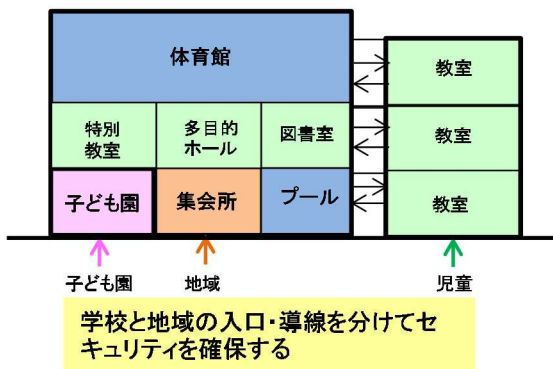 体育館
教室
特別
教室
多目的
ホール
図書室
教室
子ども園
集会所
プール
教室
子ども園
地域
児童
学校と地域の入口・導線を分けてセ
キュリティを確保する